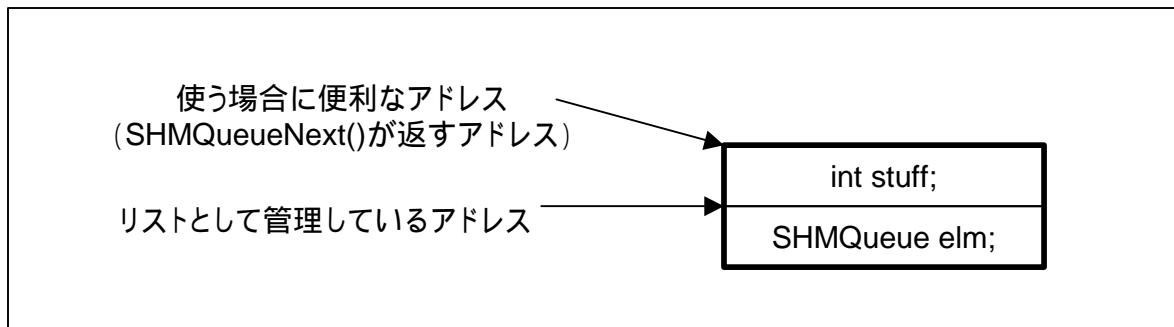 使う場合に便利なアドレス
(SHMQueueNext()が返すアドレス)
リストとして管理しているアドレス
int stuff;
SHMQueue elm;